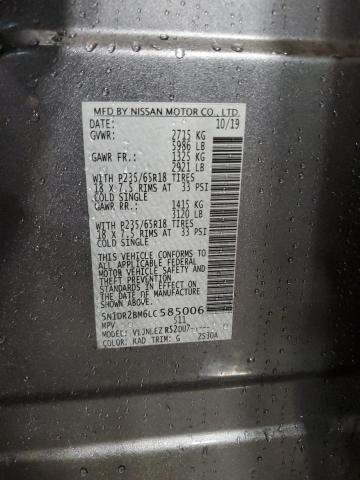 MFD BY NISSAN MOTOR CO., LTD.
DATE: 10/19
GVWR: 2715 KG
5986 LB
GAWR FR.: 1325 KG
2921 LB
WITH P235/65R18 TIRES
18 X 7.5 RIMS AT 33 PSI
COLD SINGLE
GAWR RR.: 1415 KG
3120 LB
WITH P235/65R18 TIRES
18 X 7.5 RIMS AT 33 PSI
COLD SINGLE
THIS VEHICLE CONFORMS TO
ALL APPLICABLE FEDERAL
MOTOR VEHICLE SAFETY AND
THEFT PREVENTION
STANDARDS IN EFFECT ON
THE DATE OF MANUFACTURE
5N1DR2BM6LC585006
MPV S11
MODEL:
COLOR: KAD TRIM: G 2530A